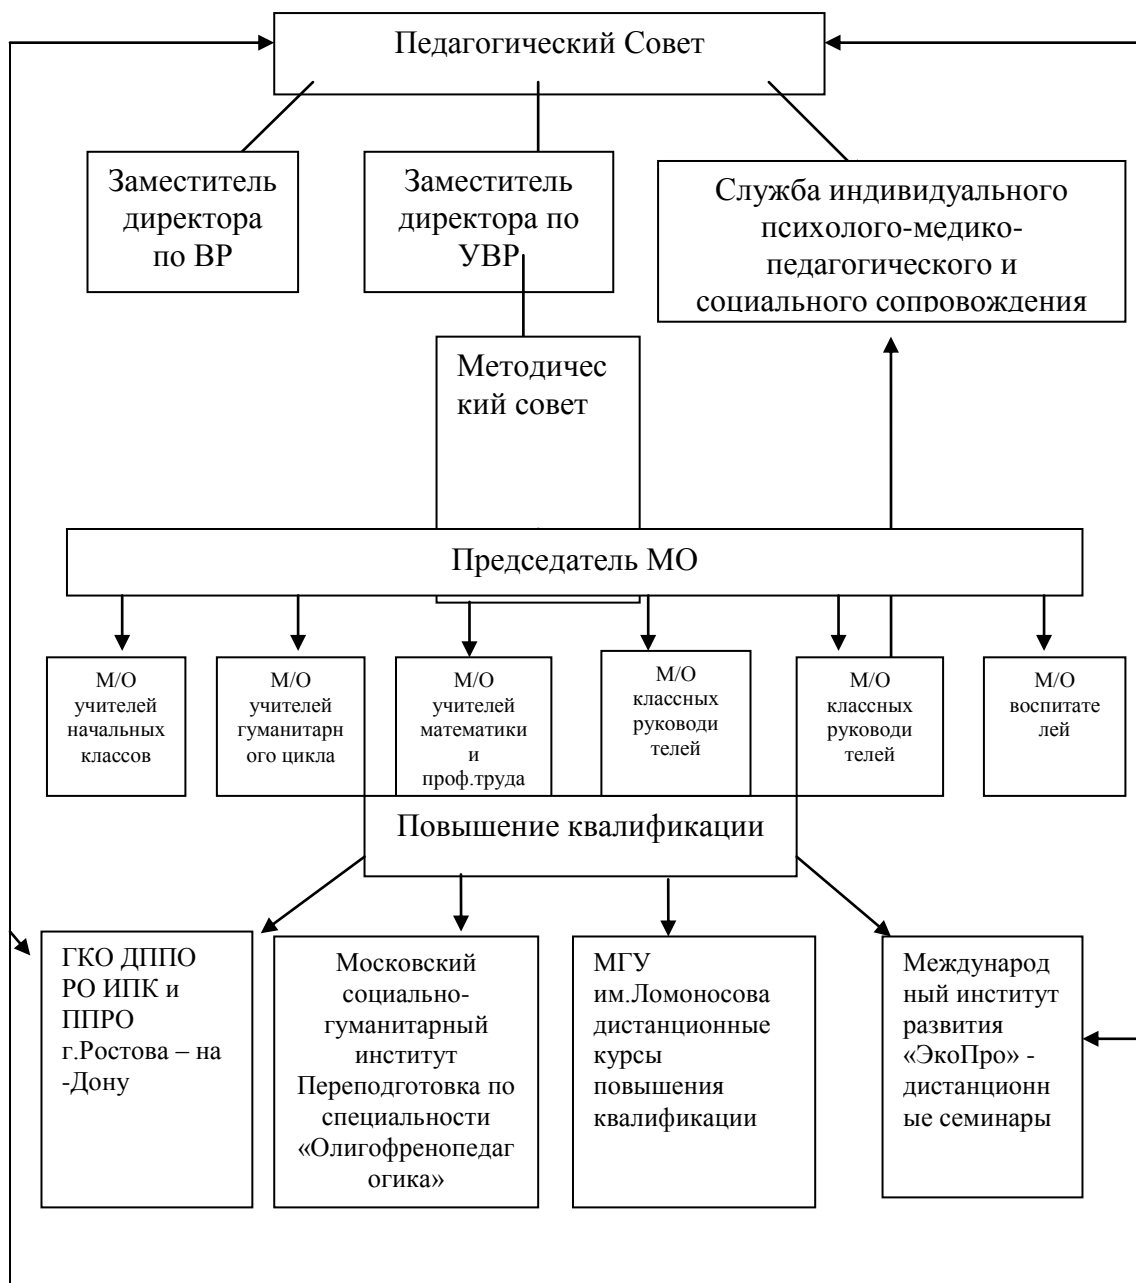 Педагогический Совет
Заместитель
директора
по ВР
Заместитель
директора по
УВР
Служба индивидуального
психолого-медико-
педагогического и
социального сопровождения
Методичес
кий совет
Председатель МО
М/О
учителей
начальных
классов
М/О
учителей
гуманитарн
ого цикла
М/О
учителей
математики
и
проф.труда
М/О
классных
руководи
телей
М/О
классных
руководи
телей
М/О
воспитате
лей
Повышение квалификации
ГКО ДППО
РО ИПК и
ППРО
г.Ростова – на
-Дону
Московский
социально-
гуманитарный
институт
Переподготовка по
специальности
«Олигофренопедаг
огика»
МГУ
им.Ломоносова
дистанционные
курсы
повышения
квалификации
Международ
ный институт
развития
«ЭкоПро» -
дистанционн
ые семинары